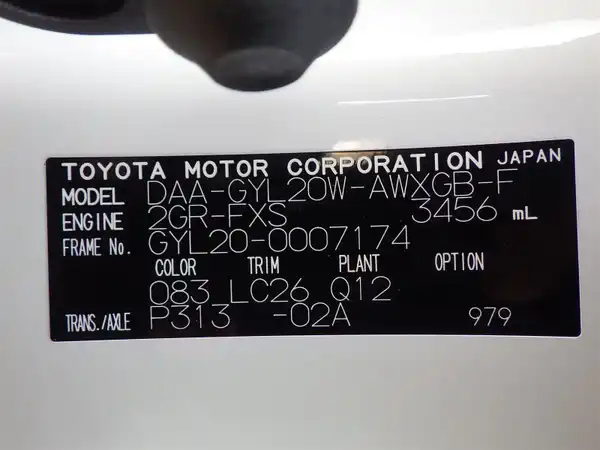 TOYOTA MOTOR CORPORATION JAPAN
MODEL DAA-GYL20W-AWXGB-F
ENGINE 2GR-FXS 3456 mL
FRAME No. GYL20-0007174
COLOR TRIM PLANT OPTION
083 LC26 Q12
TRANS./AXLE P313 -02A 979